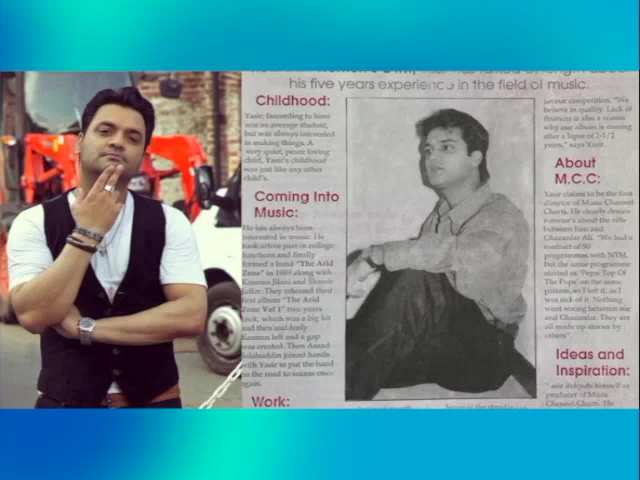 his five years experience in the field of music.
Childhood:
Yasir, (according to him)
was an average student,
but was always interested
in making things. A
very quiet, peace loving
child, Yasir's childhood
was just like any other
child's.
Coming Into
Music:
He has always been
interested in music. He
took active part in college
functions and finally
formed a band "The Arid
Zone" in 1989 along with
Kamran Jilani and
They released their
first album "The Arid
Zone Vol 1" two years
back, which was a big hit
and then suddenly
Kamran left and a gap
was created. Then Asaad
joined hands
with Yasir to put the band
on the road to success once
again.
Work:
competition. "We
believe in quality. Lack of
finances is also a reason
why our album is coming
after a lapse of 2-1/2
years," says Yasir.
About
M.C.C:
Yasir claims to be the first
director of Music Channel
Charts. He clearly denies
rumour's about the rifts
between him and
Ghazanfar Ali. "We had a
contract of 50
programmes with NTM,
but the same programme
started as 'Pepsi Top Of
The Pops' on the same
pattern, so I left it, as I
was sick of it. Nothing
went wrong between me
and Ghazanfar. They are
all made up stories by
others".
Ideas and
Inspiration:
himself as
producer of Music
Channel Charts. He